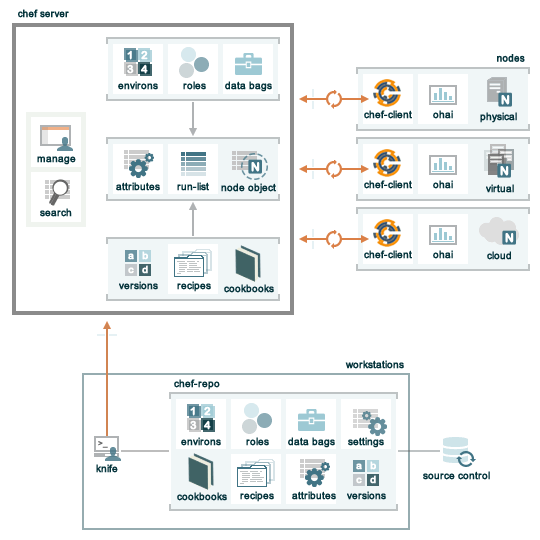 chef server
nodes
environs roles data bags
chef-client ohai physical
manage
search
attributes run-list node object
chef-client ohai virtual
versions recipes cookbooks
chef-client ohai cloud
workstations
chef-repo
environs roles data bags settings
knife
cookbooks recipes attributes versions
source control
1 2
3 4
N
N
N
N
a b
c d
1 2
3 4
>_
a b
c d